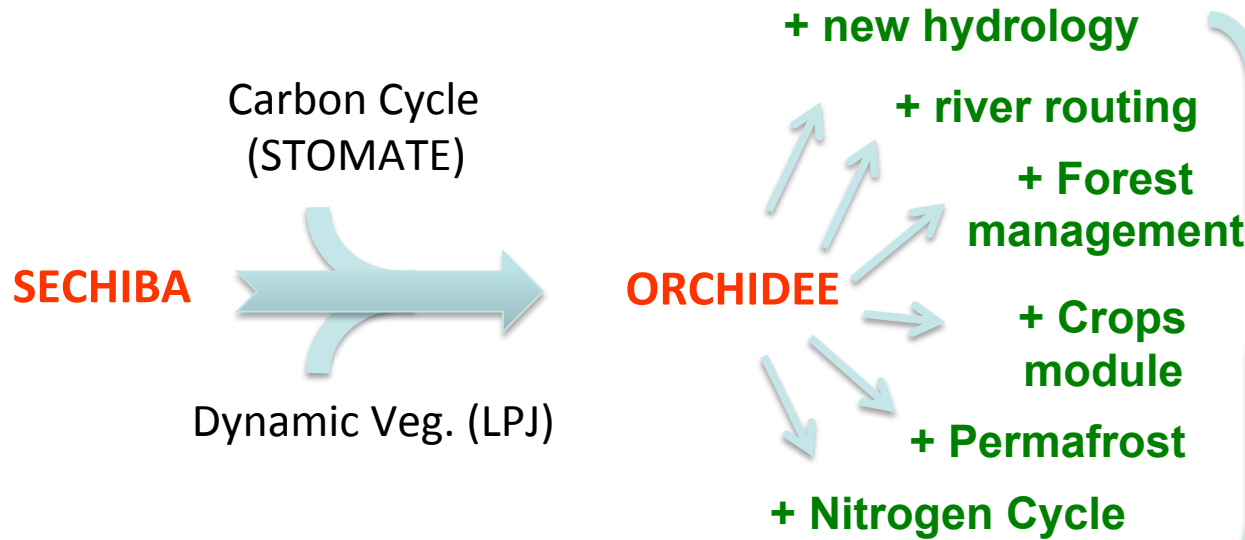 + new hydrology
Carbon Cycle
(STOMATE)
+ river routing
+ Forest
management
SECHIBA
ORCHIDEE
+ Crops
module
Dynamic Veg. (LPJ)
+ Permafrost
+ Nitrogen Cycle